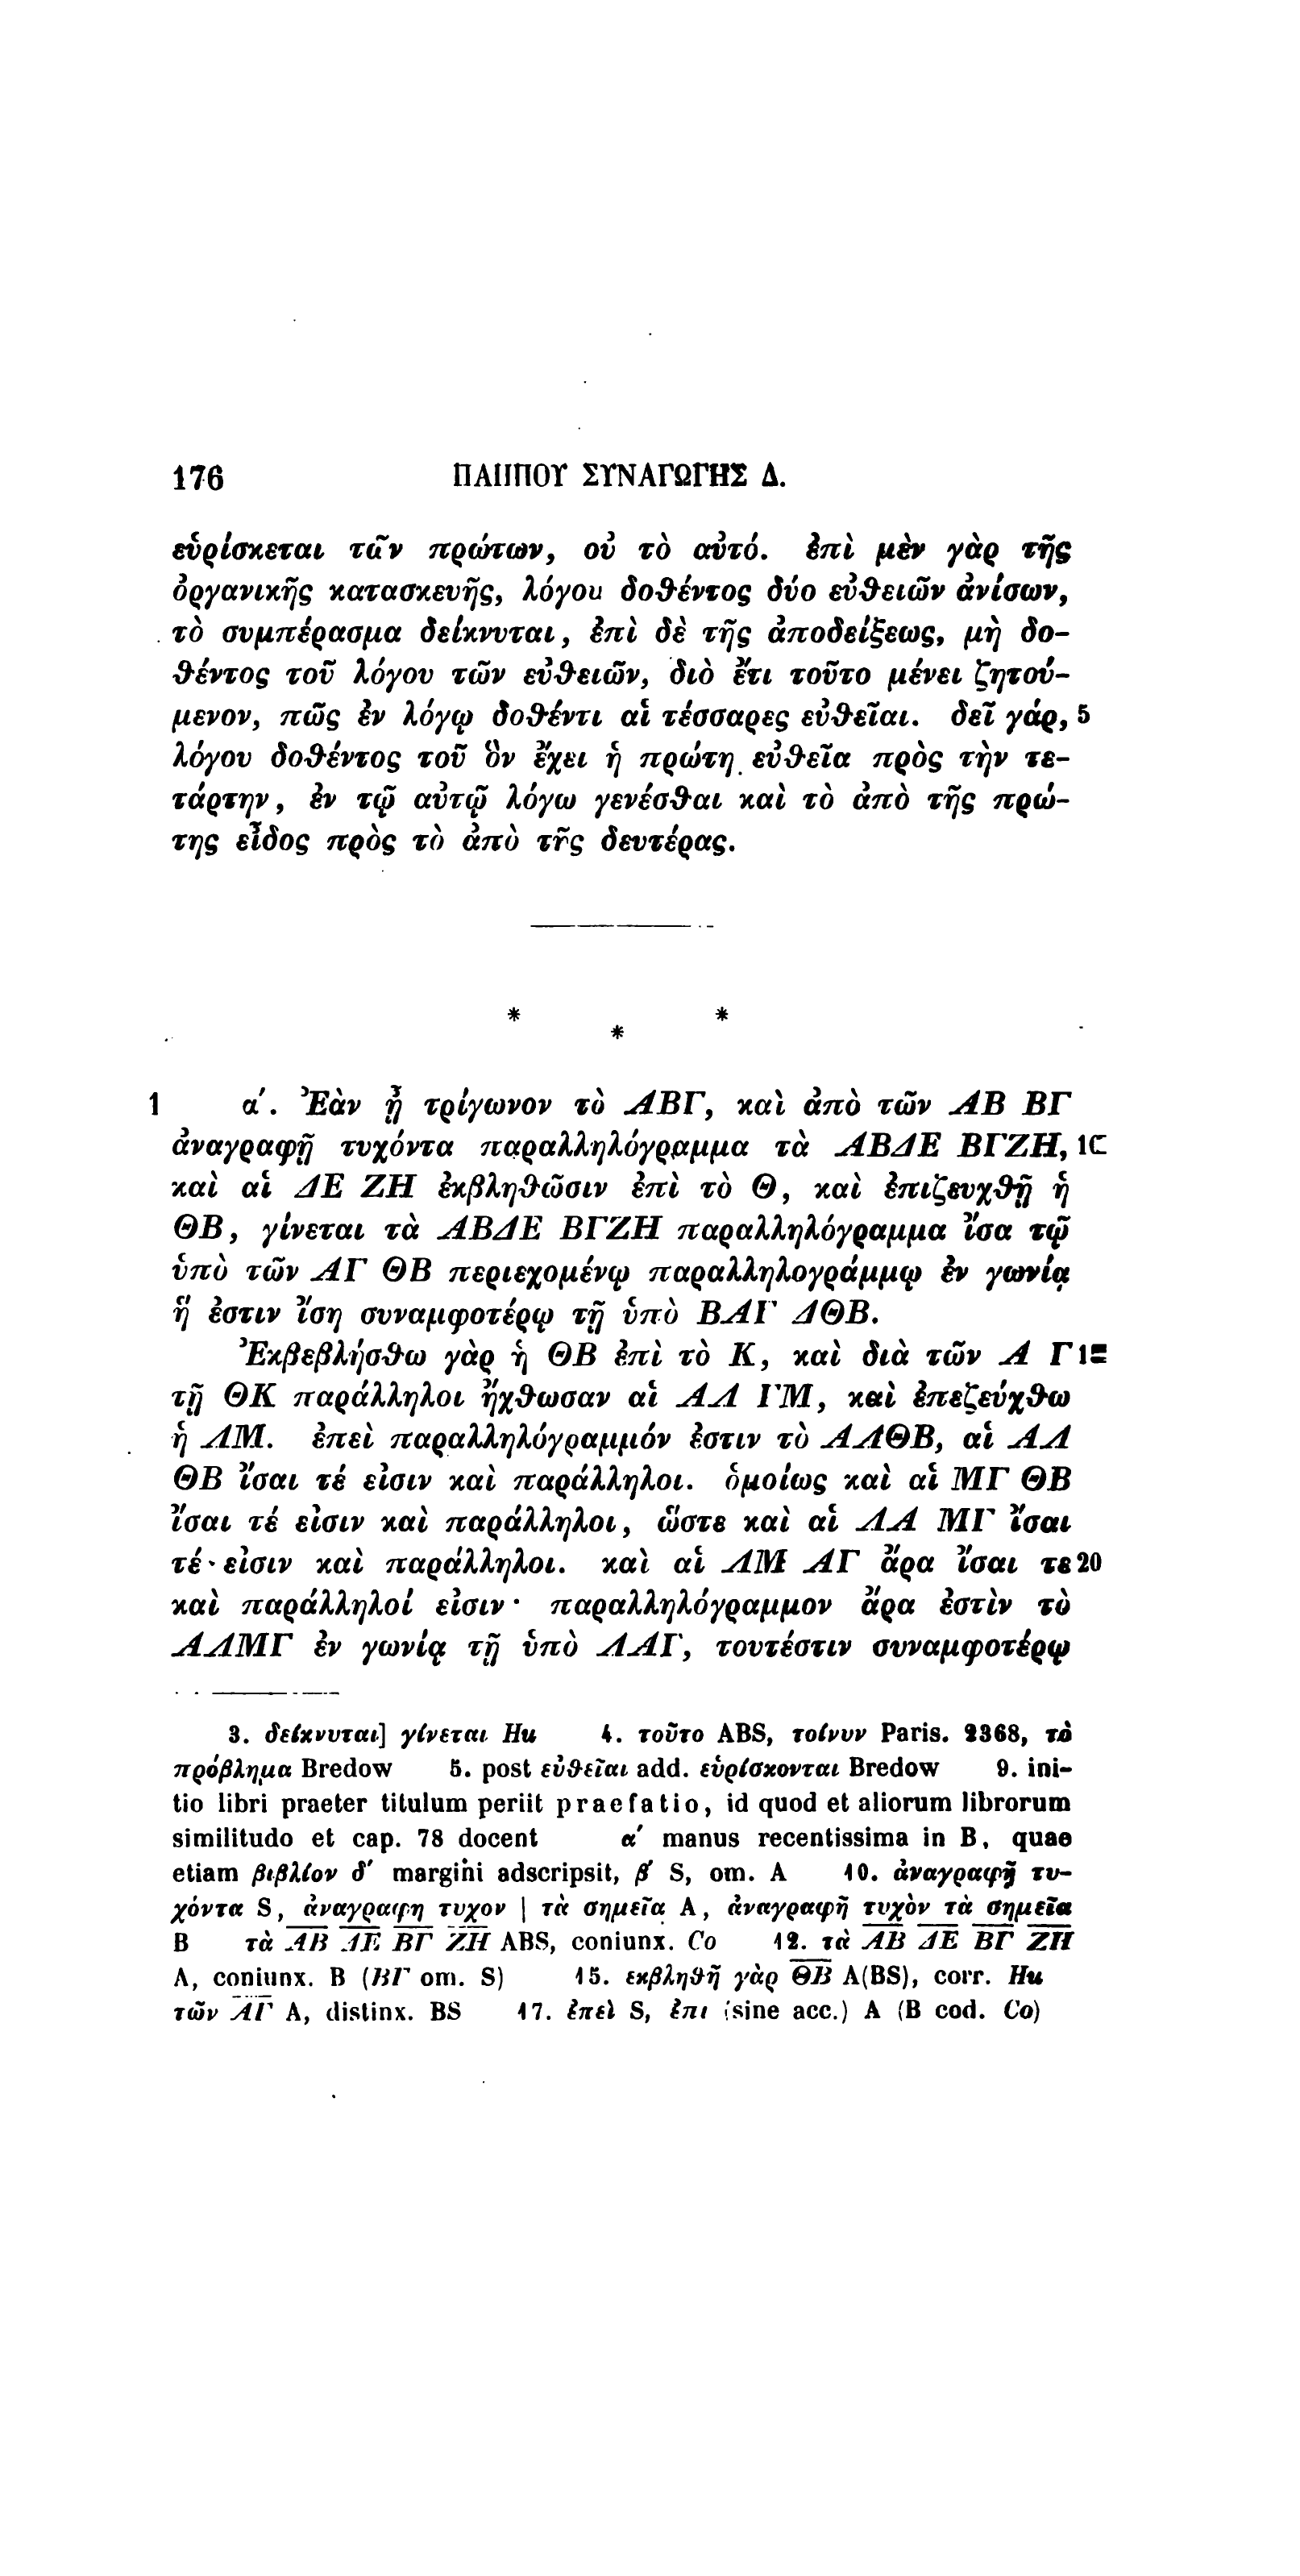 176 ΠΑΠΠΟΥ ΣΥΝΑΓΩΓΗΣ Δ.
εὑρίσκεται τῶν πρώτων, οὐ τὸ αὐτό. ἐπὶ μὲν γὰρ τῆς
ὀργανικῆς κατασκευῆς, λόγου δοθέντος δύο εὐθειῶν ἀνίσων,
τὸ συμπέρασμα δείκνυται, ἐπὶ δὲ τῆς ἀποδείξεως, μὴ δο-
θέντος τοῦ λόγου τῶν εὐθειῶν, διὸ ἔτι τοῦτο μένει ζητού-
μενον, πῶς ἐν λόγῳ δοθέντι αἱ τέσσαρες εὐθεῖαι. δεῖ γάρ, 5
λόγου δοθέντος τοῦ ὃν ἔχει ἡ πρώτη εὐθεῖα πρὸς τὴν τε-
τάρτην, ἐν τῷ αὐτῷ λόγω γενέσθαι καὶ τὸ ἀπὸ τῆς πρώ-
της εἶδος πρὸς τὸ ἀπὸ τῆς δευτέρας.
* * *
1 α΄. Ἐὰν ᾖ τρίγωνον τὸ ΑΒΓ, καὶ ἀπὸ τῶν ΑΒ ΒΓ
ἀναγραφῇ τυχόντα παραλληλόγραμμα τὰ ΑΒΔΕ ΒΓΖΗ, 10
καὶ αἱ ΔΕ ΖΗ ἐκβληθῶσιν ἐπὶ τὸ Θ, καὶ ἐπιζευχθῇ ἡ
ΘΒ, γίνεται τὰ ΑΒΔΕ ΒΓΖΗ παραλληλόγραμμα ἴσα τῷ
ὑπὸ τῶν ΑΓ ΘΒ περιεχομένῳ παραλληλογράμμῳ ἐν γωνίᾳ
ἥ ἐστιν ἴση συναμφοτέρῳ τῇ ὑπὸ ΒΑΓ ΔΘΒ.
Ἐκβεβλήσθω γὰρ ἡ ΘΒ ἐπὶ τὸ Κ, καὶ διὰ τῶν Α Γ 15
τῇ ΘΚ παράλληλοι ἤχθωσαν αἱ ΑΛ ΓΜ, καὶ ἐπεζεύχθω
ἡ ΛΜ. ἐπεὶ παραλληλόγραμμόν ἐστιν τὸ ΑΛΘΒ, αἱ ΑΛ
ΘΒ ἴσαι τέ εἰσιν καὶ παράλληλοι. ὁμοίως καὶ αἱ ΜΓ ΘΒ
ἴσαι τέ εἰσιν καὶ παράλληλοι, ὥστε καὶ αἱ ΛΑ ΜΓ ἴσαι
τέ εἰσιν καὶ παράλληλοι. καὶ αἱ ΛΜ ΑΓ ἄρα ἴσαι τε 20
καὶ παράλληλοί εἰσιν· παραλληλόγραμμον ἄρα ἐστὶν τὸ
ΑΛΜΓ ἐν γωνίᾳ τῇ ὑπὸ ΛΑΓ, τουτέστιν συναμφοτέρῳ
3. δείκνυται] γίνεται Hu 4. τοῦτο ABS, τοίνυν Paris. 2368, τὸ
πρόβλημα Bredow 5. post εὐθεῖαι add. εὑρίσκονται Bredow 9. ini-
tio libri praeter titulum periit praefatio, id quod et aliorum librorum
similitudo et cap. 78 docent α΄ manus recentissima in B, quae
etiam βιβλίον δ΄ margini adscripsit, β΄ S, om. A 10. ἀναγραφῇ τυ-
χόντα S, ἀναγραφη τυχον | τὰ σημεῖα A, ἀναγραφῆ τυχὸν τὰ σημεῖα
B τὰ ΑΒ ΔΕ ΒΓ ΖΗ ABS, coniunx. Co 12. τὰ ΑΒ ΔΕ ΒΓ ΖΗ
A, coniunx. B (ΒΓ om. S) 15. εκβληθῆ γὰρ ΘΒ A(BS), corr. Hu
τῶν ΑΓ A, distinx. BS 17. ἐπεὶ S, ἐπι (sine acc.) A (B cod. Co)